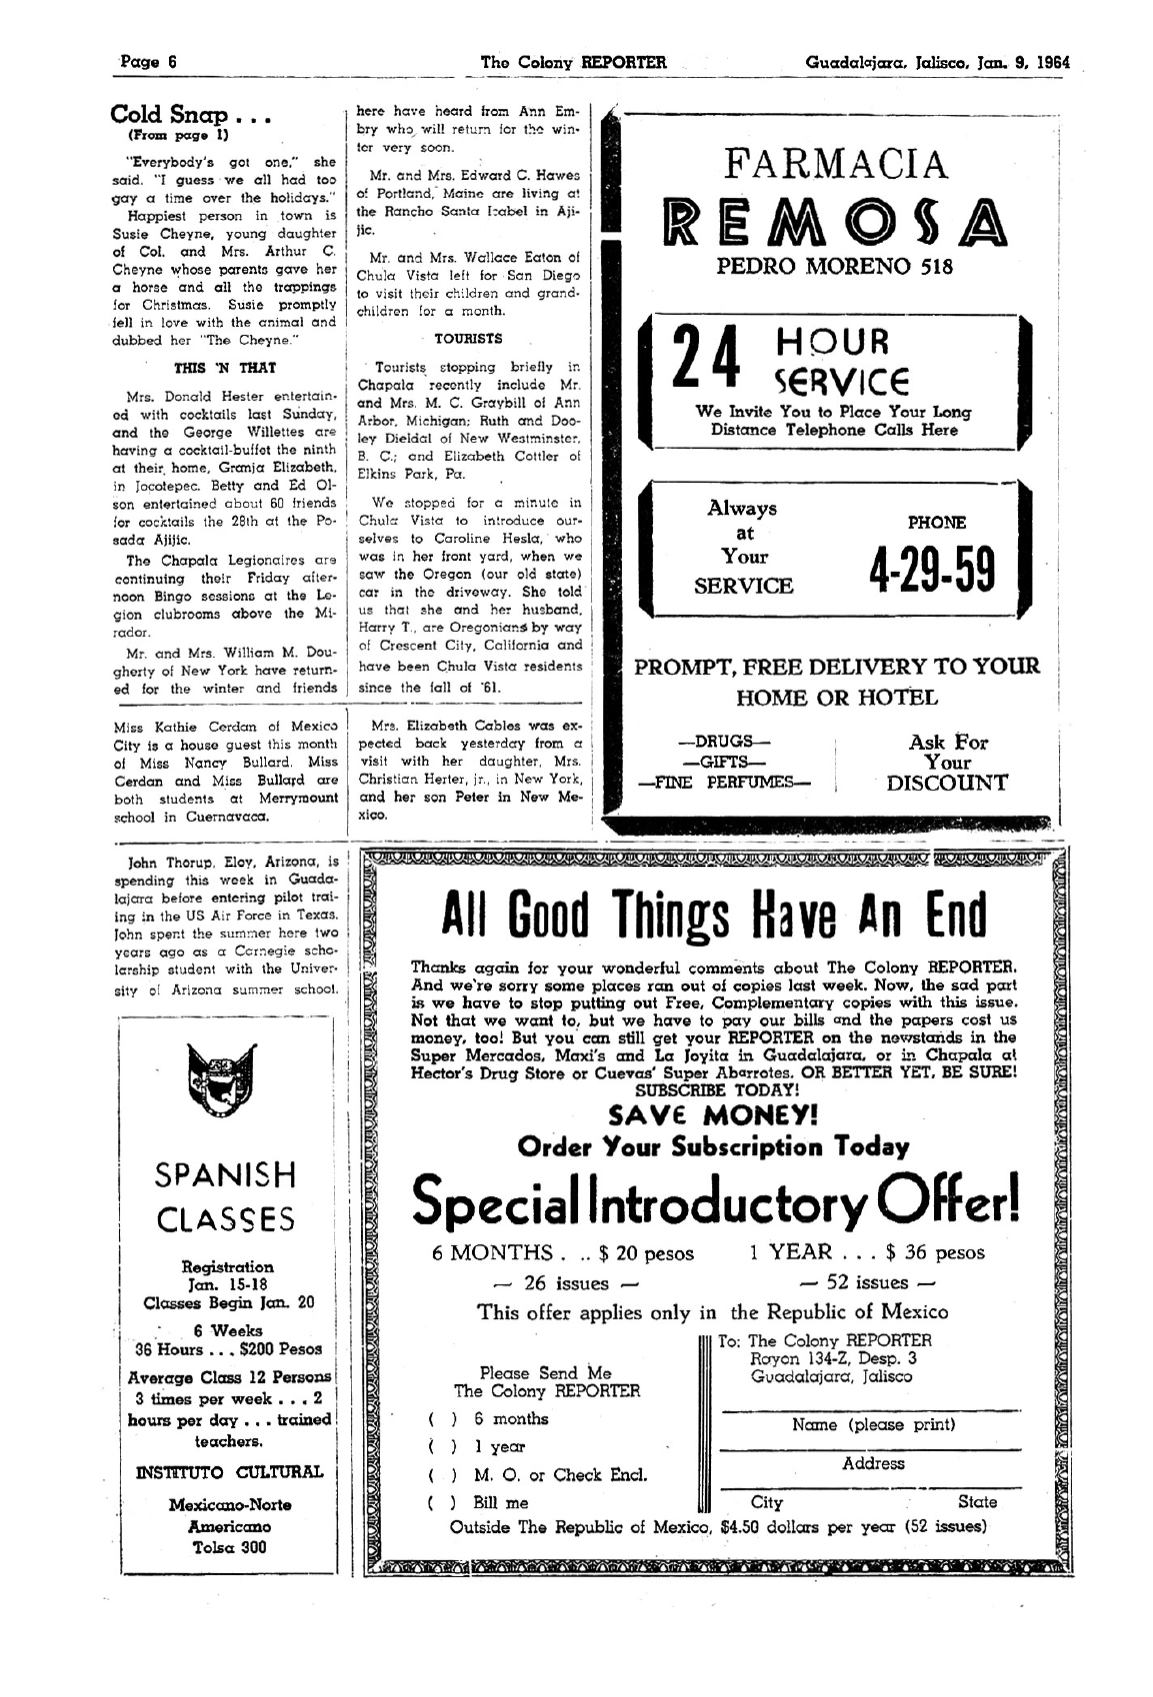 Page 6
The Colony REPORTER
Guadalajara, Jalisco, Jan. 9, 1964
Cold Snap . . .
(From page 1)
"Everybody's got one," she
said. "I guess we all had too
gay a time over the holidays."
Happiest person in town is
Susie Cheyne, young daughter
of Col. and Mrs. Arthur C.
Cheyne whose parents gave her
a horse and all the trappings
for Christmas. Susie promptly
fell in love with the animal and
dubbed her "The Cheyne."
THIS 'N THAT
Mrs. Donald Hester entertain-
ed with cocktails last Sunday,
and the George Willettes are
having a cocktail-buffet the ninth
at their home, Granja Elizabeth,
in Jocotepec. Betty and Ed Ol-
son entertained about 60 friends
for cocktails the 28th at the Po-
sada Ajijic.
The Chapala Legionaires are
continuing their Friday after-
noon Bingo sessions at the Le-
gion clubrooms above the Mi-
rador.
Mr. and Mrs. William M. Dou-
gherty of New York have return-
ed for the winter and friends
here have heard from Ann Em-
bry who will return for the win-
ter very soon.
Mr. and Mrs. Edward C. Hawes
of Portland, Maine are living at
the Rancho Santa Isabel in Aji-
jic.
Mr. and Mrs. Wallace Eaton of
Chula Vista left for San Diego
to visit their children and grand-
children for a month.
TOURISTS
Tourists stopping briefly in
Chapala recently include Mr.
and Mrs. M. C. Graybill of Ann
Arbor, Michigan; Ruth and Doo-
ley Dieldal of New Westminster,
B. C.; and Elizabeth Cottler of
Elkins Park, Pa.
We stopped for a minute in
Chula Vista to introduce our-
selves to Caroline Hesla, who
was in her front yard, when we
saw the Oregon (our old state)
car in the driveway. She told
us that she and her husband,
Harry T., are Oregonians by way
of Crescent City, California and
have been Chula Vista residents
since the fall of '61.
Miss Kathie Cerdan of Mexico
City is a house guest this month
of Miss Nancy Bullard. Miss
Cerdan and Miss Bullard are
both students at Merrymount
school in Cuernavaca.
Mrs. Elizabeth Cables was ex-
pected back yesterday from a
visit with her daughter, Mrs.
Christian Herter, jr., in New York,
and her son Peter in New Me-
xico.
John Thorup, Eloy, Arizona, is
spending this week in Guada-
lajara before entering pilot trai-
ing in the US Air Force in Texas.
John spent the summer here two
years ago as a Carnegie scho-
larship student with the Univer-
sity of Arizona summer school.
FARMACIA
REMOSA
PEDRO MORENO 518
24 HOUR
SERVICE
We Invite You to Place Your Long
Distance Telephone Calls Here
Always
at
Your
SERVICE
PHONE
4-29-59
PROMPT, FREE DELIVERY TO YOUR
HOME OR HOTEL
—DRUGS—
—GIFTS—
—FINE PERFUMES—
Ask For
Your
DISCOUNT
SPANISH
CLASSES
Registration
Jan. 15-18
Classes Begin Jan. 20
6 Weeks
36 Hours . . . $200 Pesos
Average Class 12 Persons
3 times per week . . . 2
hours per day . . . trained
teachers.
INSTITUTO CULTURAL
Mexicano-Norte
Americano
Tolsa 300
All Good Things Have An End
Thanks again for your wonderful comments about The Colony REPORTER.
And we're sorry some places ran out of copies last week. Now, the sad part
is we have to stop putting out Free, Complementary copies with this issue.
Not that we want to, but we have to pay our bills and the papers cost us
money, too! But you can still get your REPORTER on the newstands in the
Super Mercados, Maxi's and La Joyita in Guadalajara, or in Chapala at
Hector's Drug Store or Cuevas' Super Abarrotes. OR BETTER YET, BE SURE!
SUBSCRIBE TODAY!
SAVE MONEY!
Order Your Subscription Today
Special Introductory Offer!
6 MONTHS . .. $ 20 pesos
1 YEAR . . . $ 36 pesos
— 26 issues —
— 52 issues —
This offer applies only in the Republic of Mexico
Please Send Me
The Colony REPORTER
( ) 6 months
( ) 1 year
( ) M. O. or Check Encl.
( ) Bill me
To: The Colony REPORTER
Rayon 134-Z, Desp. 3
Guadalajara, Jalisco
Name (please print)
Address
City State
Outside The Republic of Mexico, $4.50 dollars per year (52 issues)